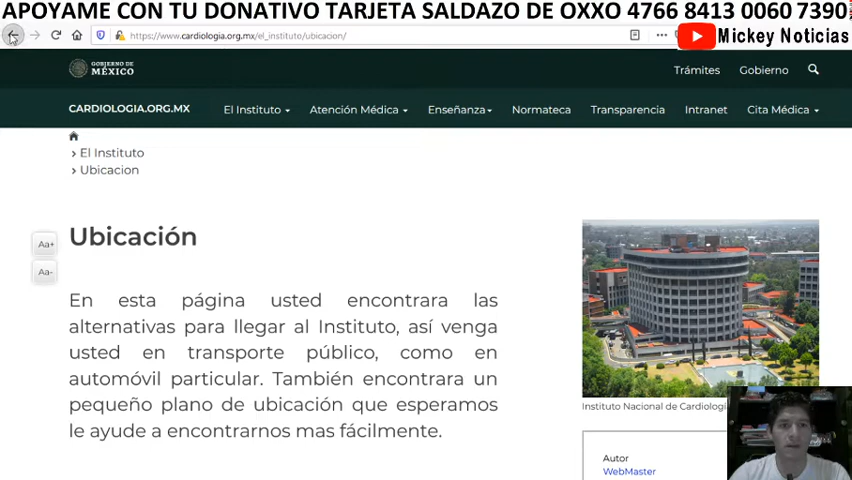 APOYAME CON TU DONATIVO TARJETA SALDAZO DE OXXO 4766 8413 0060 7390
https://www.cardiologia.org.mx/el_instituto/ubicacion/
Mickey Noticias
GOBIERNO DE
MÉXICO
Trámites
Gobierno
CARDIOLOGIA.ORG.MX
El Instituto
Atención Médica
Enseñanza
Normateca
Transparencia
Intranet
Cita Médica
> El Instituto
> Ubicacion
Aa+
Aa-
Ubicación
En esta página usted encontrara las
alternativas para llegar al Instituto, así venga
usted en transporte público, como en
automóvil particular. También encontrara un
pequeño plano de ubicación que esperamos
le ayude a encontrarnos mas fácilmente.
Instituto Nacional de Cardiologí
Autor
WebMaster